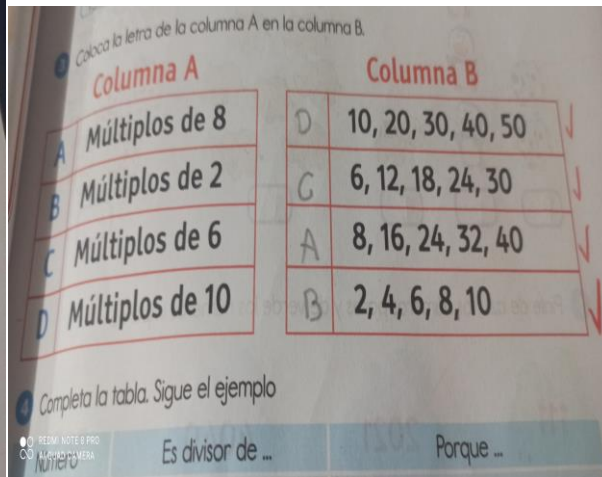 3 Coloca la letra de la columna A en la columna B.
Columna A
Columna B
A Múltiplos de 8
D 10, 20, 30, 40, 50
B Múltiplos de 2
C 6, 12, 18, 24, 30
C Múltiplos de 6
A 8, 16, 24, 32, 40
D Múltiplos de 10
B 2, 4, 6, 8, 10
4 Completa la tabla. Sigue el ejemplo
Número Es divisor de ... Porque ...
REDMI NOTE 8 PRO
AI QUAD CAMERA